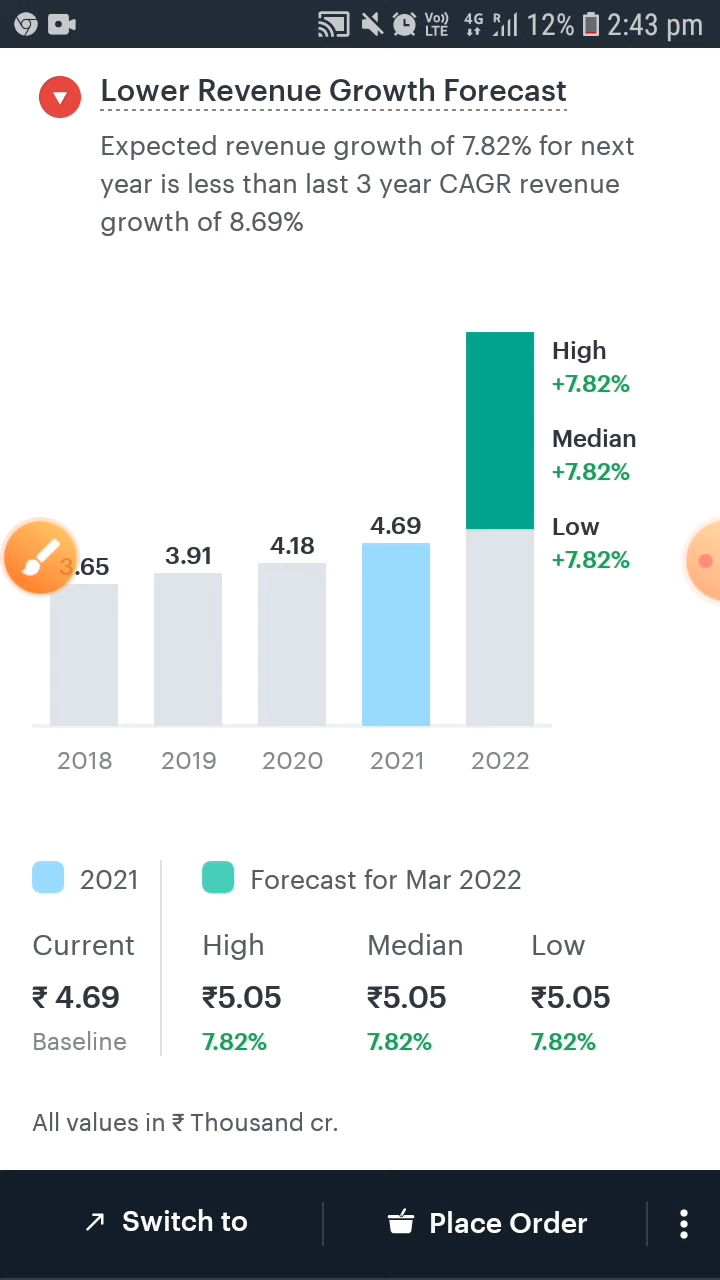 Vo)) 4G R 12% 2:43 pm
LTE
Lower Revenue Growth Forecast
Expected revenue growth of 7.82% for next
year is less than last 3 year CAGR revenue
growth of 8.69%
High
+7.82%
Median
+7.82%
Low
+7.82%
3.65 3.91 4.18 4.69
2018 2019 2020 2021 2022
2021 Forecast for Mar 2022
Current High Median Low
₹ 4.69 ₹5.05 ₹5.05 ₹5.05
Baseline 7.82% 7.82% 7.82%
All values in ₹ Thousand cr.
Switch to Place Order